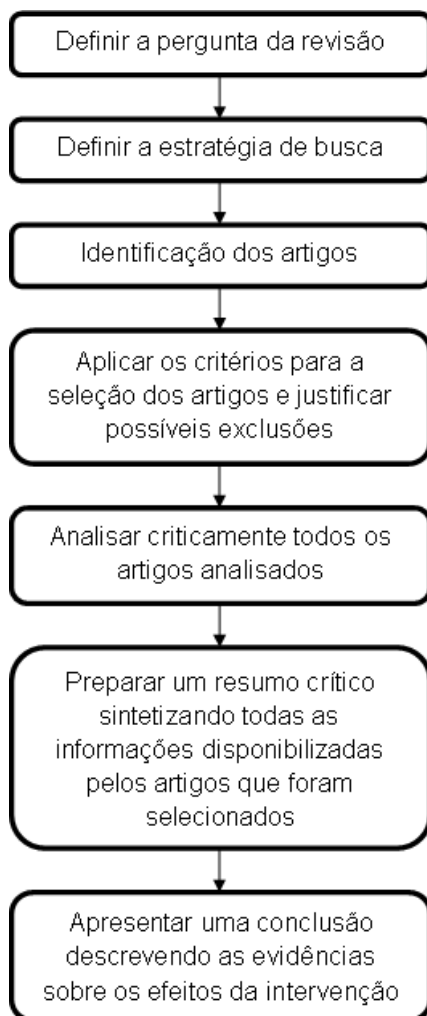 Definir a pergunta da revisão
Definir a estratégia de busca
Identificação dos artigos
Aplicar os critérios para a
seleção dos artigos e justificar
possíveis exclusões
Analisar criticamente todos os
artigos analisados
Preparar um resumo crítico
sintetizando todas as
informações disponibilizadas
pelos artigos que foram
selecionados
Apresentar uma conclusão
descrevendo as evidências
sobre os efeitos da intervenção